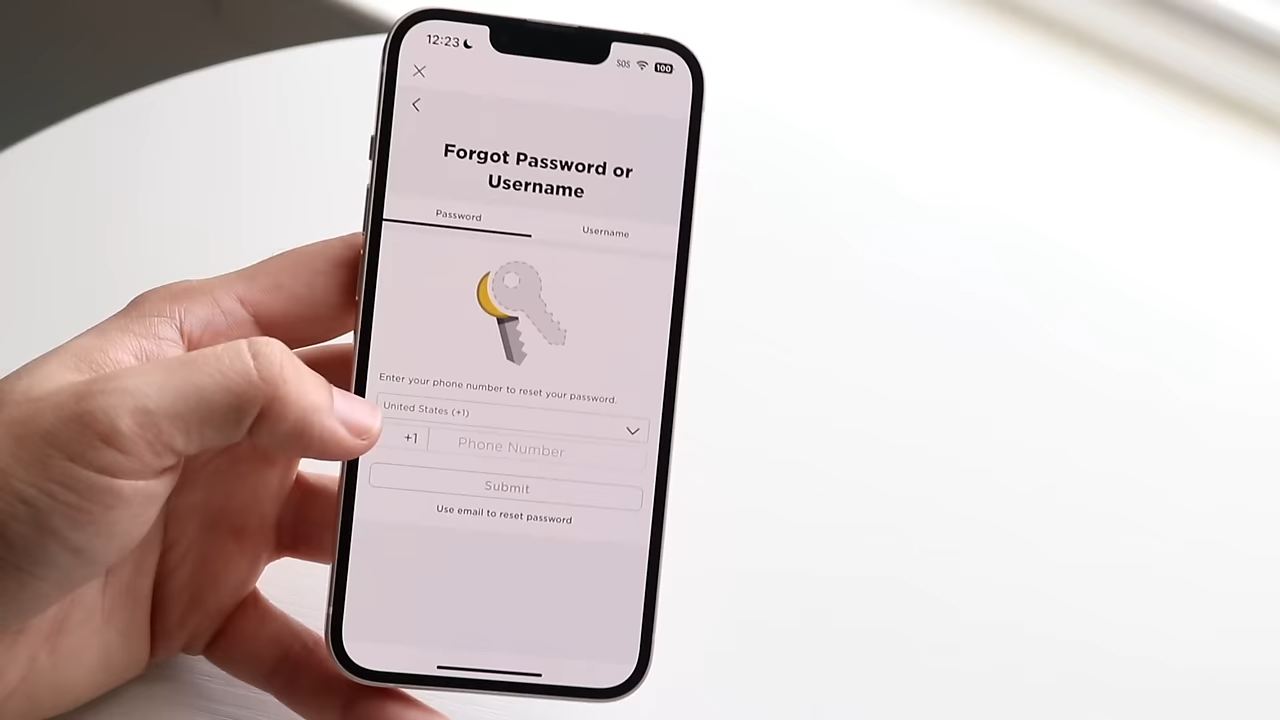 12:23
SOS
100
Forgot Password or
Username
Password
Username
Enter your phone number to reset your password.
United States (+1)
+1
Phone Number
Submit
Use email to reset password